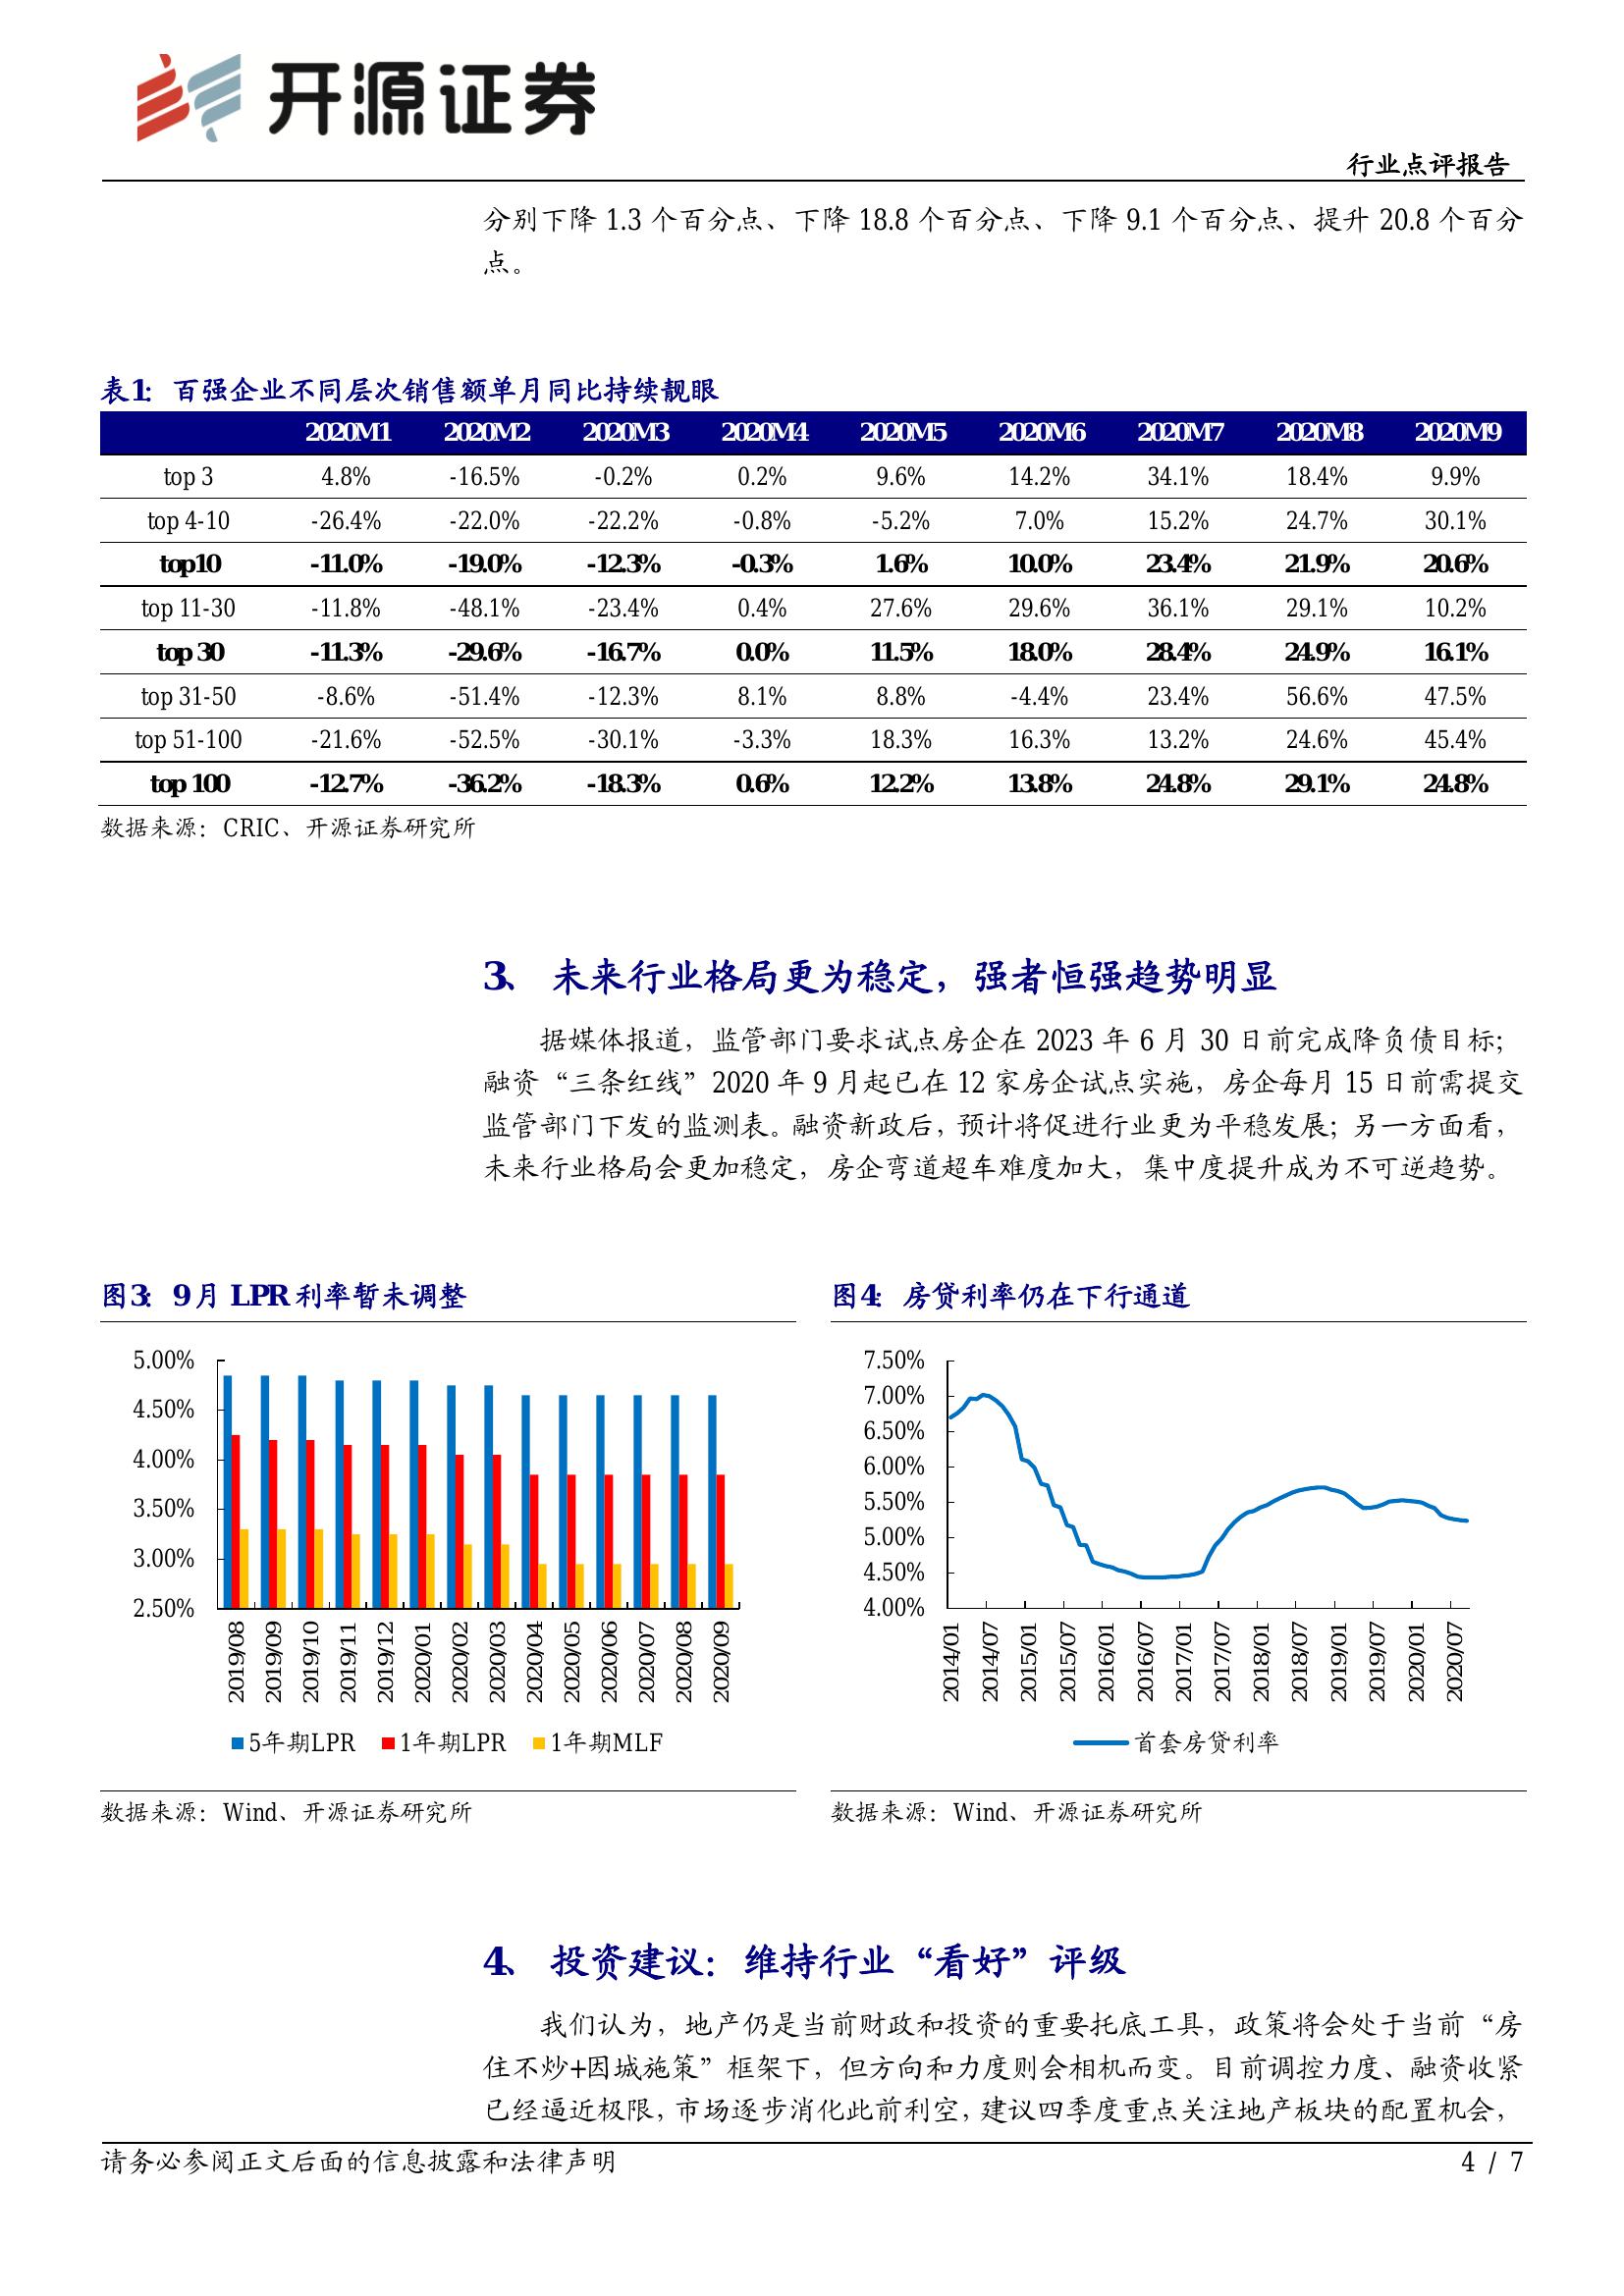 开源证券
行业点评报告
分别下降 1.3 个百分点、下降 18.8 个百分点、下降 9.1 个百分点、提升 20.8 个百分
点。
表1： 百强企业不同层次销售额单月同比持续靓眼
2020M1 2020M2 2020M3 2020M4 2020M5 2020M6 2020M7 2020M8 2020M9
top 3 4.8% -16.5% -0.2% 0.2% 9.6% 14.2% 34.1% 18.4% 9.9%
top 4-10 -26.4% -22.0% -22.2% -0.8% -5.2% 7.0% 15.2% 24.7% 30.1%
top10 -11.0% -19.0% -12.3% -0.3% 1.6% 10.0% 23.4% 21.9% 20.6%
top 11-30 -11.8% -48.1% -23.4% 0.4% 27.6% 29.6% 36.1% 29.1% 10.2%
top 30 -11.3% -29.6% -16.7% 0.0% 11.5% 18.0% 28.4% 24.9% 16.1%
top 31-50 -8.6% -51.4% -12.3% 8.1% 8.8% -4.4% 23.4% 56.6% 47.5%
top 51-100 -21.6% -52.5% -30.1% -3.3% 18.3% 16.3% 13.2% 24.6% 45.4%
top 100 -12.7% -36.2% -18.3% 0.6% 12.2% 13.8% 24.8% 29.1% 24.8%
数据来源：CRIC、开源证券研究所
3、 未来行业格局更为稳定，强者恒强趋势明显
据媒体报道，监管部门要求试点房企在 2023 年 6 月 30 日前完成降负债目标；
融资“三条红线”2020 年 9 月起已在 12 家房企试点实施，房企每月 15 日前需提交
监管部门下发的监测表。融资新政后，预计将促进行业更为平稳发展；另一方面看，
未来行业格局会更加稳定，房企弯道超车难度加大，集中度提升成为不可逆趋势。
图3： 9月 LPR 利率暂未调整
5.00%
4.50%
4.00%
3.50%
3.00%
2.50%
2019/08 2019/09 2019/10 2019/11 2019/12 2020/01 2020/02 2020/03 2020/04 2020/05 2020/06 2020/07 2020/08 2020/09
5年期LPR 1年期LPR 1年期MLF
数据来源：Wind、开源证券研究所
图4： 房贷利率仍在下行通道
7.50%
7.00%
6.50%
6.00%
5.50%
5.00%
4.50%
4.00%
2014/01 2014/07 2015/01 2015/07 2016/01 2016/07 2017/01 2017/07 2018/01 2018/07 2019/01 2019/07 2020/01 2020/07
首套房贷利率
数据来源：Wind、开源证券研究所
4、 投资建议：维持行业“看好”评级
我们认为，地产仍是当前财政和投资的重要托底工具，政策将会处于当前“房
住不炒+因城施策”框架下，但方向和力度则会相机而变。目前调控力度、融资收紧
已经逼近极限，市场逐步消化此前利空，建议四季度重点关注地产板块的配置机会，
请务必参阅正文后面的信息披露和法律声明
4 / 7